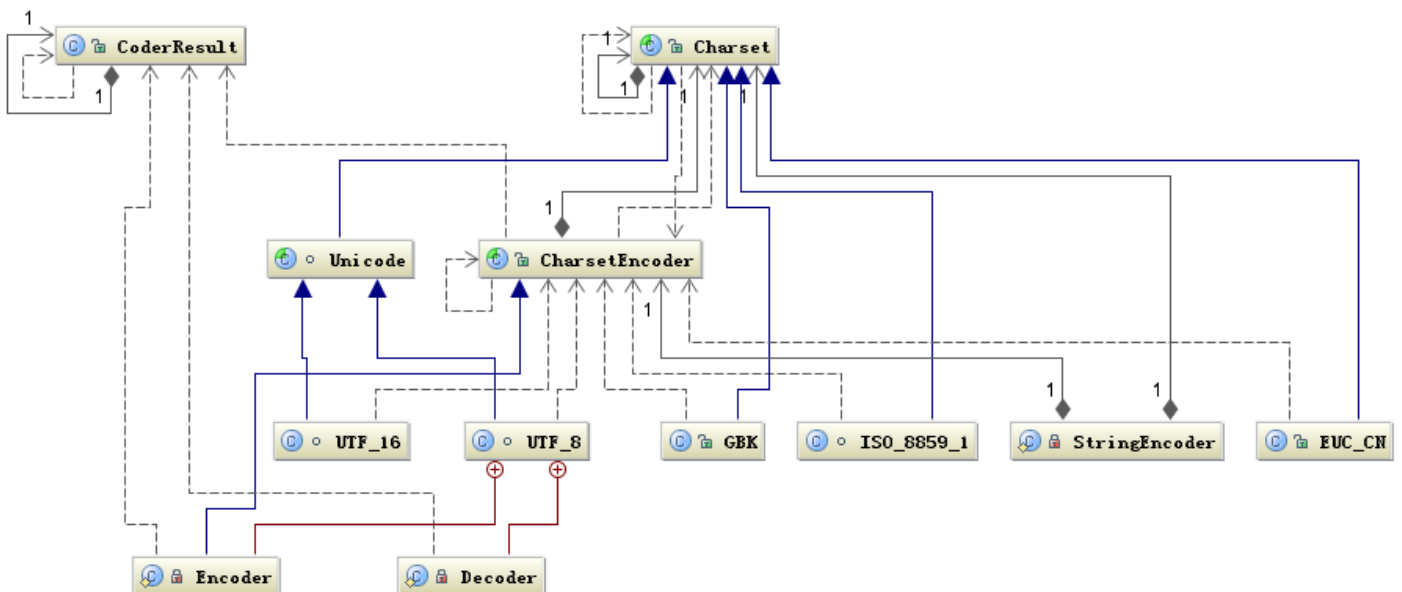 1
CoderResult
1
1
Charset
1
1
1
1
Unicode
CharsetEncoder
1
1
1
UTF_16
UTF_8
GBK
ISO_8859_1
StringEncoder
EUC_CN
Encoder
Decoder